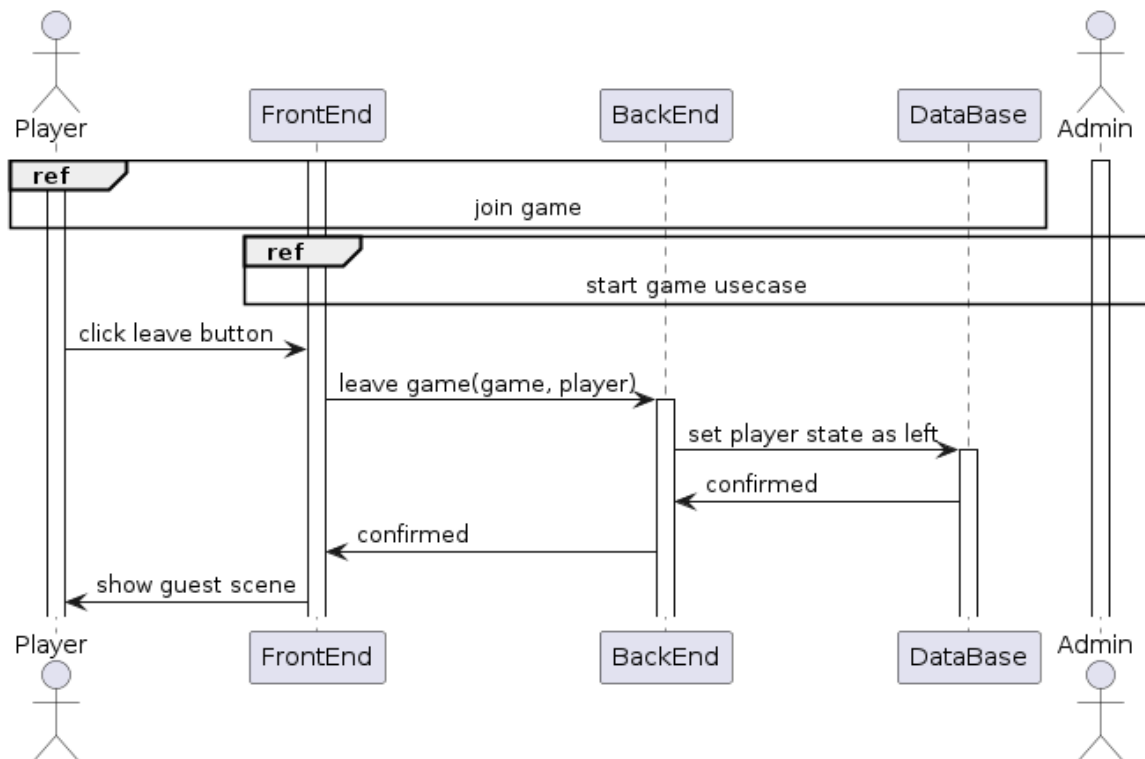 Player
FrontEnd
BackEnd
DataBase
Admin
ref
join game
ref
start game usecase
click leave button
leave game(game, player)
set player state as left
confirmed
confirmed
show guest scene
Player
FrontEnd
BackEnd
DataBase
Admin